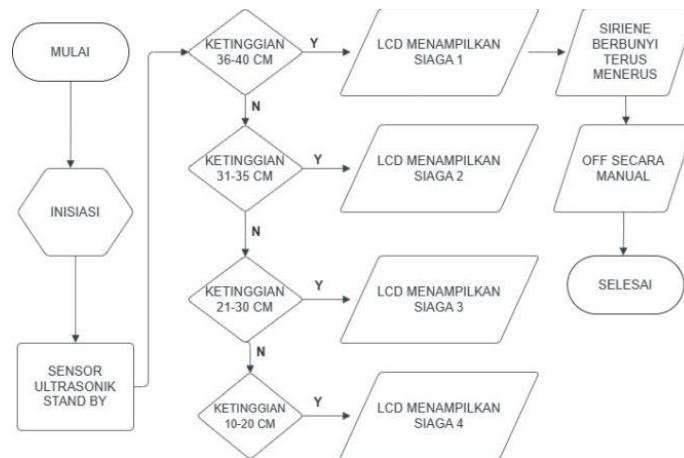 MULAI
INISIASI
SENSOR
ULTRASONIK
STAND BY
KETINGGIAN
36-40 CM
Y
LCD MENAMPILKAN
SIAGA 1
SIRIENE
BERBUNYI
TERUS
MENERUS
N
KETINGGIAN
31-35 CM
Y
LCD MENAMPILKAN
SIAGA 2
OFF SECARA
MANUAL
N
KETINGGIAN
21-30 CM
Y
LCD MENAMPILKAN
SIAGA 3
SELESAI
N
KETINGGIAN
10-20 CM
Y
LCD MENAMPILKAN
SIAGA 4